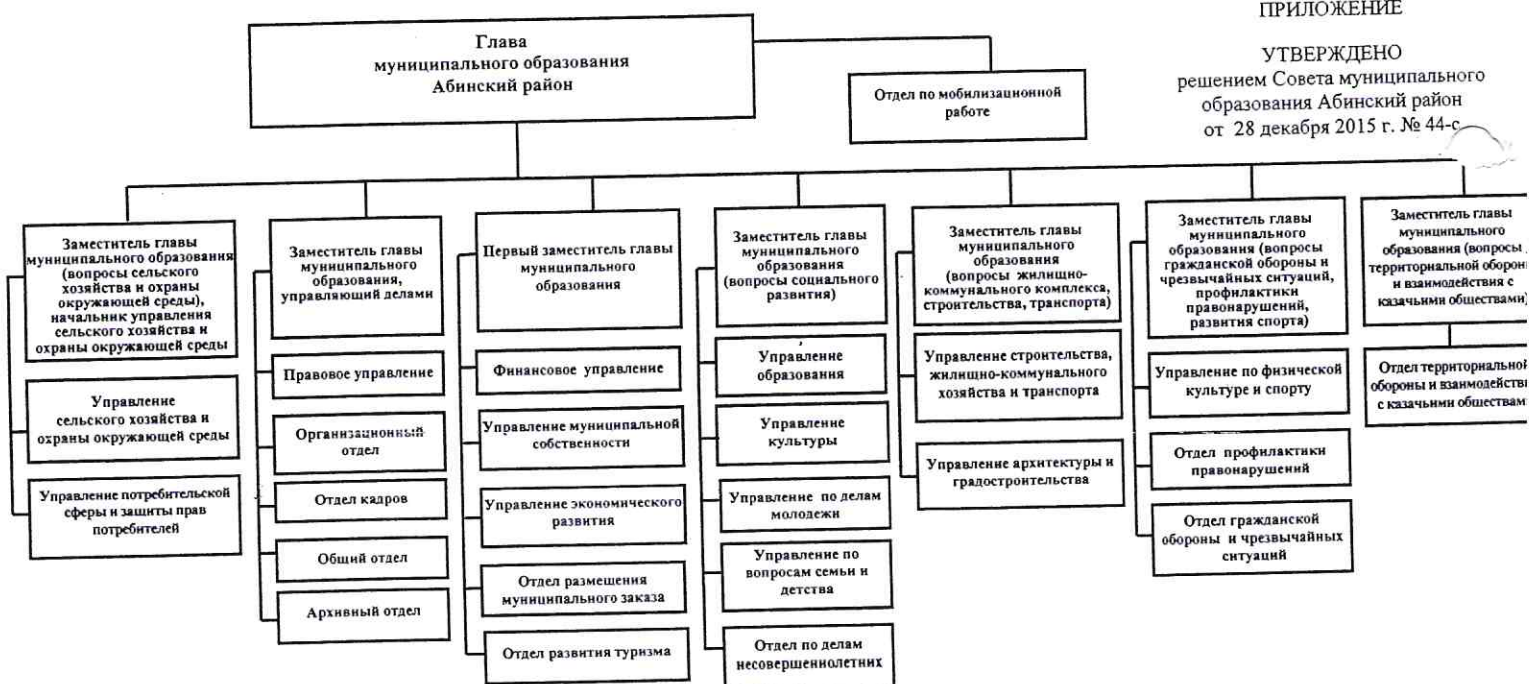 ПРИЛОЖЕНИЕ
УТВЕРЖДЕНО
решением Совета муниципального
образования Абинский район
от 28 декабря 2015 г. № 44-с
Глава
муниципального образования
Абинский район
Отдел по мобилизационной
работе
Заместитель главы
муниципального образования
(вопросы сельского
хозяйства и охраны
окружающей среды),
начальник управления
сельского хозяйства и
охраны окружающей среды
Управление
сельского хозяйства и
охраны окружающей среды
Управление потребительской
сферы и защиты прав
потребителей
Заместитель главы
муниципального
образования,
управляющий делами
Правовое управление
Организационный
отдел
Отдел кадров
Общий отдел
Архивный отдел
Первый заместитель главы
муниципального
образования
Финансовое управление
Управление муниципальной
собственности
Управление экономического
развития
Отдел размещения
муниципального заказа
Отдел развития туризма
Заместитель главы
муниципального
образования
(вопросы социального
развития)
Управление
образования
Управление
культуры
Управление по делам
молодежи
Управление по
вопросам семьи и
детства
Отдел по делам
несовершеннолетних
Заместитель главы
муниципального
образования
(вопросы жилищно-
коммунального комплекса,
строительства, транспорта)
Управление строительства,
жилищно-коммунального
хозяйства и транспорта
Управление архитектуры и
градостроительства
Заместитель главы
муниципального
образования (вопросы
гражданской обороны и
чрезвычайных ситуаций,
профилактики
правонарушений,
развития спорта)
Управление по физической
культуре и спорту
Отдел профилактики
правонарушений
Отдел гражданской
обороны и чрезвычайных
ситуаций
Заместитель главы
муниципального
образования (вопросы
территориальной оборон
и взаимодействия с
казачьими обществами)
Отдел территориальной
обороны и взаимодейств
с казачьими обществам